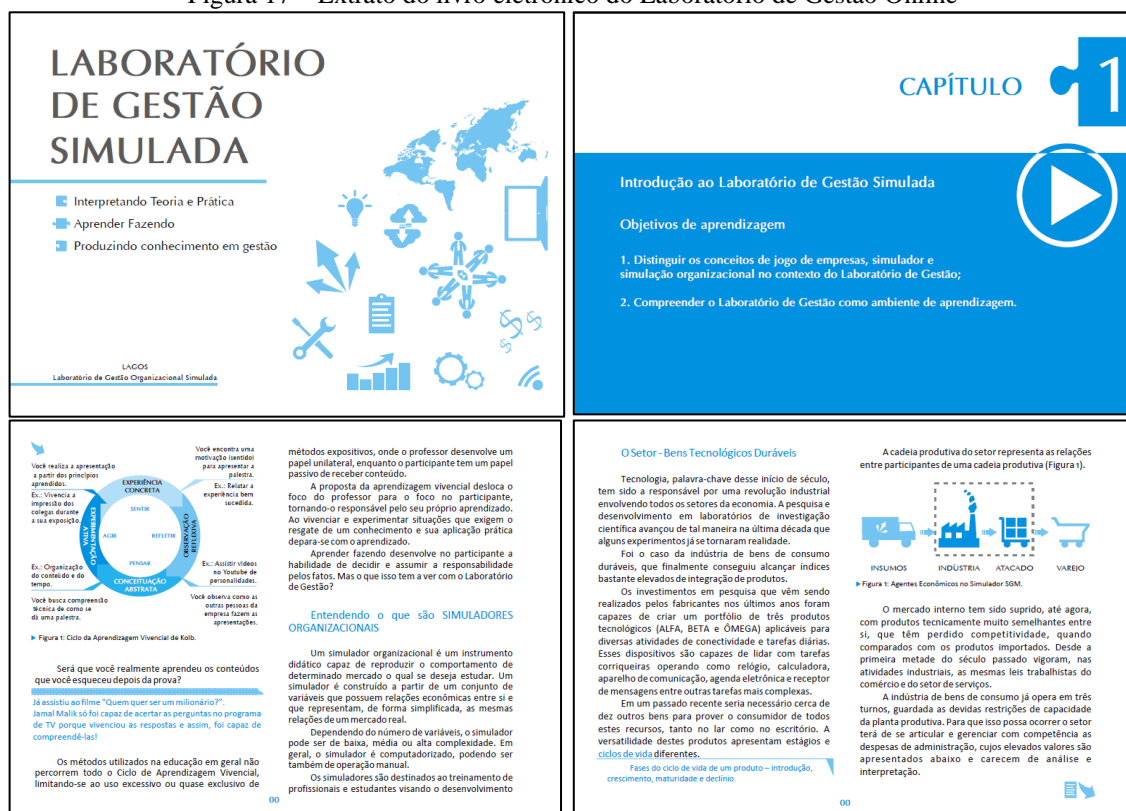 Figura 17 – Extrato do livro eletrônico do Laboratório de Gestão Online
LABORATÓRIO
DE GESTÃO
SIMULADA
Interpretando Teoria e Prática
Aprender Fazendo
Produzindo conhecimento em gestão
LAGOS
Laboratório de Gestão Organizacional Simulada
CAPÍTULO 1
Introdução ao Laboratório de Gestão Simulada
Objetivos de aprendizagem
1. Distinguir os conceitos de jogo de empresas, simulador e
simulação organizacional no contexto do Laboratório de Gestão;
2. Compreender o Laboratório de Gestão como ambiente de aprendizagem.
Você realiza a apresentação
a partir dos princípios
aprendidos.
Ex.: Vivencia a
impressão dos
colegas durante
a sua exposição.
Você encontra uma
motivação (sentido)
para apresentar a
palestra.
Ex.: Relatar a
experiência bem
sucedida.
EXPERIÊNCIA
CONCRETA
SENTIR
EXPERIMENTAÇÃO
ATIVA
AGIR
REFLETIR
OBSERVAÇÃO
REFLEXIVA
PENSAR
CONCEITUAÇÃO
ABSTRATA
Ex.: Organização
do conteúdo e do
tempo.
Você busca compreensão
técnica de como se
dá uma palestra.
Ex.: Assistir vídeos
no Youtube de
personalidades.
Você observa como as
outras pessoas da
empresa fazem as
apresentações.
Figura 1: Ciclo da Aprendizagem Vivencial de Kolb.
Será que você realmente aprendeu os conteúdos
que você esqueceu depois da prova?
Já assistiu ao filme "Quem quer ser um milionário?".
Jamal Malik só foi capaz de acertar as perguntas no programa
de TV porque vivenciou as respostas e assim, foi capaz de
compreendê-las!
Os métodos utilizados na educação em geral não
percorrem todo o Ciclo de Aprendizagem Vivencial,
limitando-se ao uso excessivo ou quase exclusivo de
métodos expositivos, onde o professor desenvolve um
papel unilateral, enquanto o participante tem um papel
passivo de receber conteúdo.
A proposta da aprendizagem vivencial desloca o
foco do professor para o foco no participante,
tornando-o responsável pelo seu próprio aprendizado.
Ao vivenciar e experimentar situações que exigem o
resgate de um conhecimento e sua aplicação prática
depara-se com o aprendizado.
Aprender fazendo desenvolve no participante a
habilidade de decidir e assumir a responsabilidade
pelos fatos. Mas o que isso tem a ver com o Laboratório
de Gestão?
Entendendo o que são SIMULADORES
ORGANIZACIONAIS
Um simulador organizacional é um instrumento
didático capaz de reproduzir o comportamento de
determinado mercado o qual se deseja estudar. Um
simulador é construído a partir de um conjunto de
variáveis que possuem relações econômicas entre si e
que representam, de forma simplificada, as mesmas
relações de um mercado real.
Dependendo do número de variáveis, o simulador
pode ser de baixa, média ou alta complexidade. Em
geral, o simulador é computadorizado, podendo ser
também de operação manual.
Os simuladores são destinados ao treinamento de
profissionais e estudantes visando o desenvolvimento
00
O Setor - Bens Tecnológicos Duráveis
Tecnologia, palavra-chave desse início de século,
tem sido a responsável por uma revolução industrial
envolvendo todos os setores da economia. A pesquisa e
desenvolvimento em laboratórios de investigação
científica avançou de tal maneira na última década que
alguns experimentos já se tornaram realidade.
Foi o caso da indústria de bens de consumo
duráveis, que finalmente conseguiu alcançar índices
bastante elevados de integração de produtos.
Os investimentos em pesquisa que vêm sendo
realizados pelos fabricantes nos últimos anos foram
capazes de criar um portfólio de três produtos
tecnológicos (ALFA, BETA e ÔMEGA) aplicáveis para
diversas atividades de conectividade e tarefas diárias.
Esses dispositivos são capazes de lidar com tarefas
corriqueiras operando como relógio, calculadora,
aparelho de comunicação, agenda eletrônica e receptor
de mensagens entre outras tarefas mais complexas.
Em um passado recente seria necessário cerca de
dez outros bens para prover o consumidor de todos
estes recursos, tanto no lar como no escritório. A
versatilidade destes produtos apresentam estágios e
ciclos de vida diferentes.
Fases do ciclo de vida de um produto – introdução,
crescimento, maturidade e declínio.
A cadeia produtiva do setor representa as relações
entre participantes de uma cadeia produtiva (Figura 1).
INSUMOS INDÚSTRIA ATACADO VAREJO
Figura 1: Agentes Econômicos no Simulador SGM.
O mercado interno tem sido suprido, até agora,
com produtos tecnicamente muito semelhantes entre
si, que têm perdido competitividade, quando
comparados com os produtos importados. Desde a
primeira metade do século passado vigoram, nas
atividades industriais, as mesmas leis trabalhistas do
comércio e do setor de serviços.
A indústria de bens de consumo já opera em três
turnos, guardada as devidas restrições de capacidade
da planta produtiva. Para que isso possa ocorrer o setor
terá de se articular e gerenciar com competência as
despesas de administração, cujos elevados valores são
apresentados abaixo e carecem de análise e
interpretação.
00